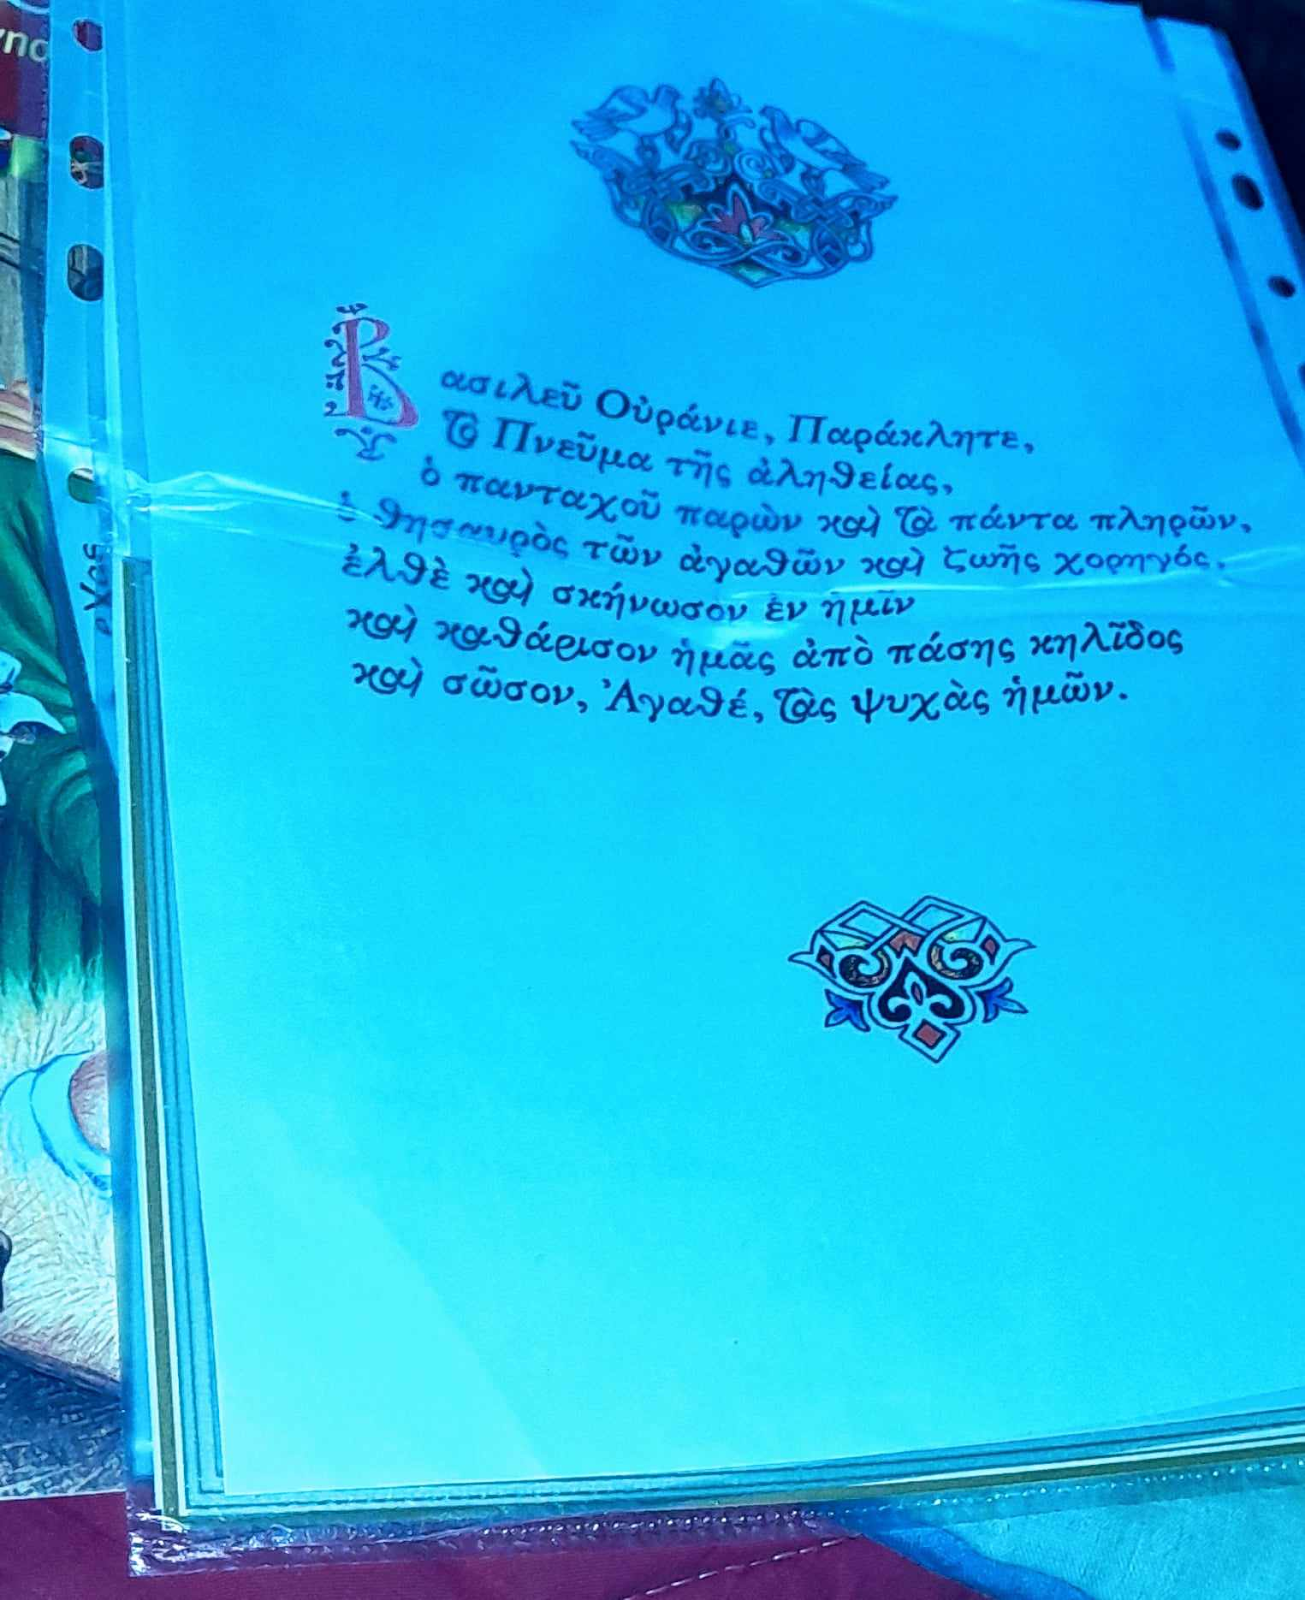 Βασιλεῦ Οὐράνιε, Παράκλητε,
Τὸ Πνεῦμα τῆς ἀληθείας,
ὁ πανταχοῦ παρὼν καὶ τὰ πάντα πληρῶν,
ὁ θησαυρὸς τῶν ἀγαθῶν καὶ ζωῆς χορηγός,
ἐλθὲ καὶ σκήνωσον ἐν ἡμῖν
καὶ καθάρισον ἡμᾶς ἀπὸ πάσης κηλῖδος
καὶ σῶσον, Ἀγαθέ, τὰς ψυχὰς ἡμῶν.